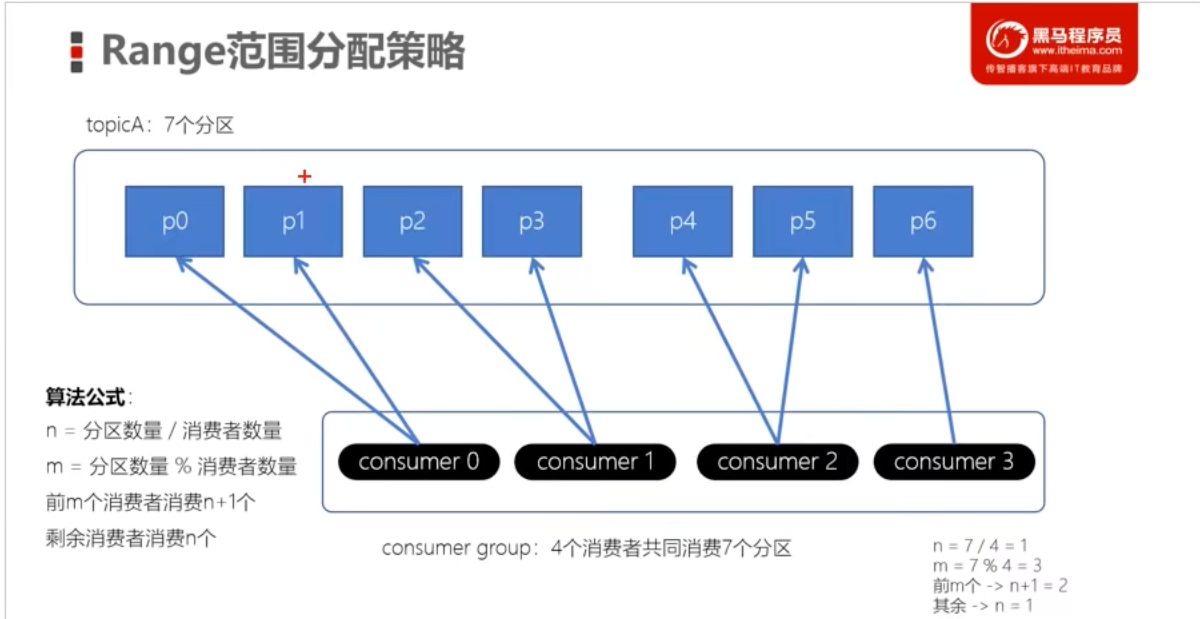 Range范围分配策略
黑马程序员
www.itheima.com
传智播客旗下高端IT教育品牌
topicA：7个分区
p0
p1
p2
p3
p4
p5
p6
算法公式：
n = 分区数量 / 消费者数量
m = 分区数量 % 消费者数量
前m个消费者消费n+1个
剩余消费者消费n个
consumer 0
consumer 1
consumer 2
consumer 3
consumer group：4个消费者共同消费7个分区
n = 7 / 4 = 1
m = 7 % 4 = 3
前m个 -> n+1 = 2
其余 -> n = 1